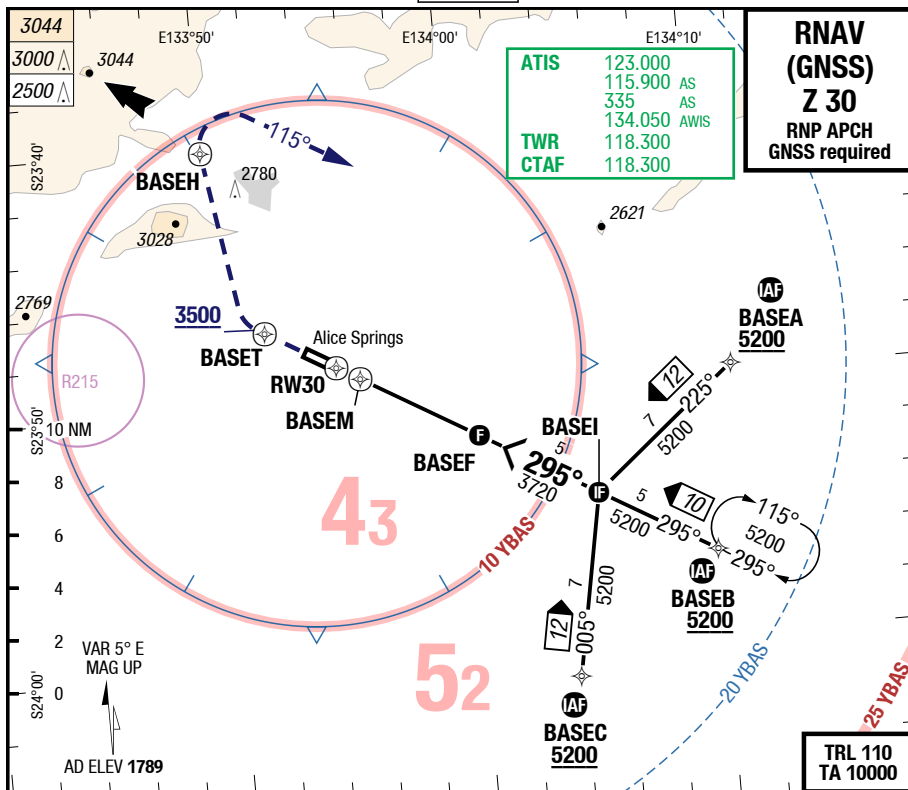 3044
3000
2500
3044
E133°50'
E134°00'
E134°10'
ATIS 123.000
115.900 AS
335 AS
134.050 AWIS
TWR 118.300
CTAF 118.300
RNAV
(GNSS)
Z 30
RNP APCH
GNSS required
S23°40'
BASEH
115°
2780
3028
2621
2769
3500
BASET
Alice Springs
RW30
BASEM
R215
IAF
BASEA
5200
12
7
225°
5200
S23°50'
10 NM
8
6
4
2
0
F
BASEF
BASEI
5
295°
3720
IF
5
10
5200
295°
115°
5200
295°
IAF
BASEB
5200
43
10 YBAS
7
5200
12
005°
52
IAF
BASEC
5200
20 YBAS
25 YBAS
S24°00'
VAR 5° E
MAG UP
AD ELEV 1789
TRL 110
TA 10000